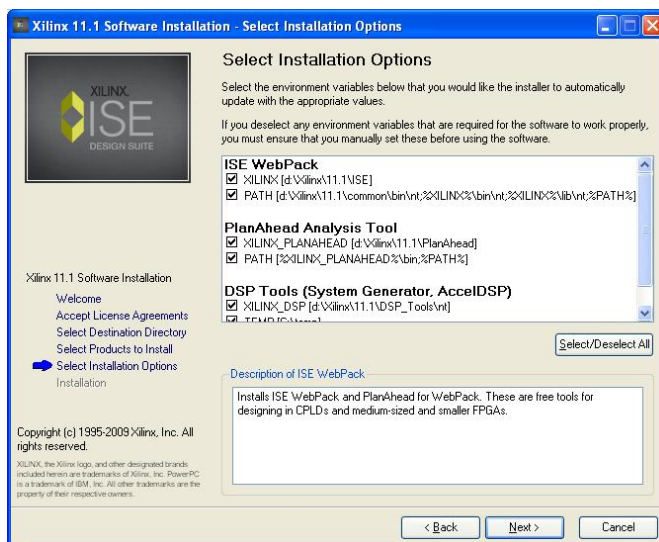 Xilinx 11.1 Software Installation - Select Installation Options
XILINX
ISE
DESIGN SUITE
Select Installation Options
Select the environment variables below that you would like the installer to automatically
update with the appropriate values.
If you deselect any environment variables that are required for the software to work properly,
you must ensure that you manually set these before using the software.
ISE WebPack
XILINX [d:\Xilinx\11.1\ISE]
PATH [d:\Xilinx\11.1\common\bin\nt;%XILINX%\bin\nt;%XILINX%\lib\nt;%PATH%]
PlanAhead Analysis Tool
XILINX_PLANAHEAD [d:\Xilinx\11.1\PlanAhead]
PATH [%XILINX_PLANAHEAD%\bin;%PATH%]
DSP Tools (System Generator, AccelDSP)
XILINX_DSP [d:\Xilinx\11.1\DSP_Tools\nt]
Select/Deselect All
Xilinx 11.1 Software Installation
Welcome
Accept License Agreements
Select Destination Directory
Select Products to Install
Select Installation Options
Installation
Description of ISE WebPack
Installs ISE WebPack and PlanAhead for WebPack. These are free tools for
designing in CPLDs and medium-sized and smaller FPGAs.
Copyright (c) 1995-2009 Xilinx, Inc. All
rights reserved.
XILINX, the Xilinx logo, and other designated brands
included herein are trademarks of Xilinx, Inc. PowerPC
is a trademark of IBM, Inc. All other trademarks are the
property of their respective owners.
< Back
Next >
Cancel